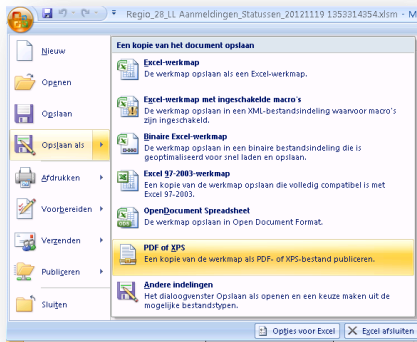 Regio_28_LL Aanmeldingen_Statussen_20121119 1353314354.xlsm - M
Nieuw
Openen
Opslaan
Opslaan als
Afdrukken
Voorbereiden
Verzenden
Publiceren
Sluiten
Een kopie van het document opslaan
Excel-werkmap
De werkmap opslaan als een Excel-werkmap.
Excel-werkmap met ingeschakelde macro's
De werkmap opslaan in een XML-bestandsindeling waarvoor macro's
zijn ingeschakeld.
Binaire Excel-werkmap
De werkmap opslaan in een binaire bestandsindeling die is
geoptimaliseerd voor snel laden en opslaan.
Excel 97-2003-werkmap
Een kopie van de werkmap opslaan die volledig compatibel is met
Excel 97-2003.
OpenDocument Spreadsheet
De werkmap opslaan in Open Document Format.
PDF of XPS
Een kopie van de werkmap als PDF- of XPS-bestand publiceren.
Andere indelingen
Het dialoogvenster Opslaan als openen en een keuze maken uit de
mogelijke bestandstypen.
Opties voor Excel
Excel afsluiten